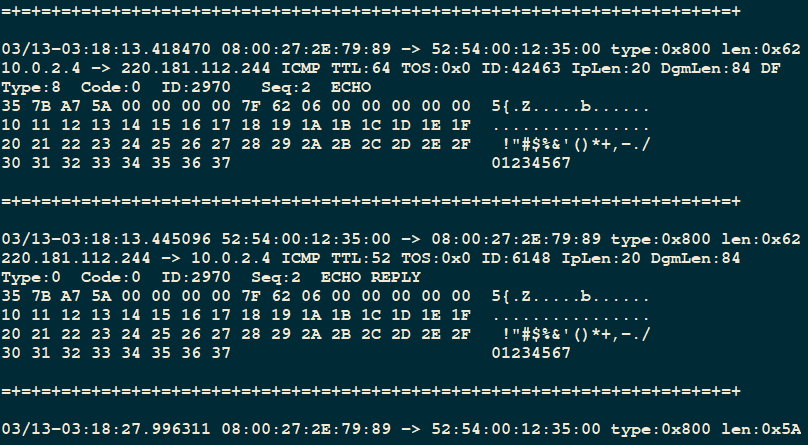 =+=+=+=+=+=+=+=+=+=+=+=+=+=+=+=+=+=+=+=+=+=+=+=+=+=+=+=+=+=+=+=+=+=+=+=+=+
03/13-03:18:13.418470 08:00:27:2E:79:89 -> 52:54:00:12:35:00 type:0x800 len:0x62
10.0.2.4 -> 220.181.112.244 ICMP TTL:64 TOS:0x0 ID:42463 IpLen:20 DgmLen:84 DF
Type:8  Code:0  ID:2970   Seq:2  ECHO
35 7B A7 5A 00 00 00 00 7F 62 06 00 00 00 00 00  5{.Z.....b......
10 11 12 13 14 15 16 17 18 19 1A 1B 1C 1D 1E 1F  ................
20 21 22 23 24 25 26 27 28 29 2A 2B 2C 2D 2E 2F   !"#$%&'()*+,-./
30 31 32 33 34 35 36 37                          01234567
=+=+=+=+=+=+=+=+=+=+=+=+=+=+=+=+=+=+=+=+=+=+=+=+=+=+=+=+=+=+=+=+=+=+=+=+=+
03/13-03:18:13.445096 52:54:00:12:35:00 -> 08:00:27:2E:79:89 type:0x800 len:0x62
220.181.112.244 -> 10.0.2.4 ICMP TTL:52 TOS:0x0 ID:6148 IpLen:20 DgmLen:84
Type:0  Code:0  ID:2970  Seq:2  ECHO REPLY
35 7B A7 5A 00 00 00 00 7F 62 06 00 00 00 00 00  5{.Z.....b......
10 11 12 13 14 15 16 17 18 19 1A 1B 1C 1D 1E 1F  ................
20 21 22 23 24 25 26 27 28 29 2A 2B 2C 2D 2E 2F   !"#$%&'()*+,-./
30 31 32 33 34 35 36 37                          01234567
=+=+=+=+=+=+=+=+=+=+=+=+=+=+=+=+=+=+=+=+=+=+=+=+=+=+=+=+=+=+=+=+=+=+=+=+=+
03/13-03:18:27.996311 08:00:27:2E:79:89 -> 52:54:00:12:35:00 type:0x800 len:0x5A